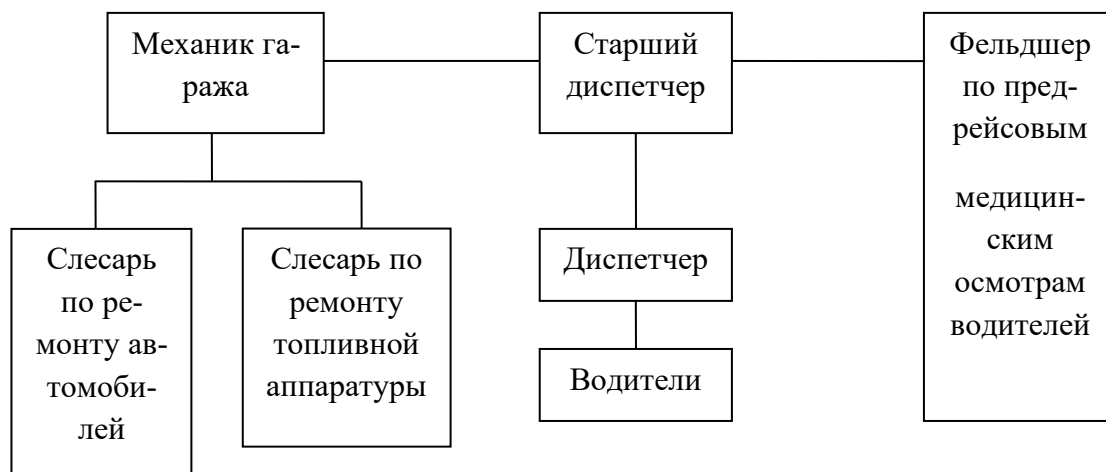 Механик га-
ража
Старший
диспетчер
Фельдшер
по пред-
рейсовым
медицин-
ским
осмотрам
водителей
Слесарь
по ре-
монту ав-
томоби-
лей
Слесарь по
ремонту
топливной
аппаратуры
Диспетчер
Водители